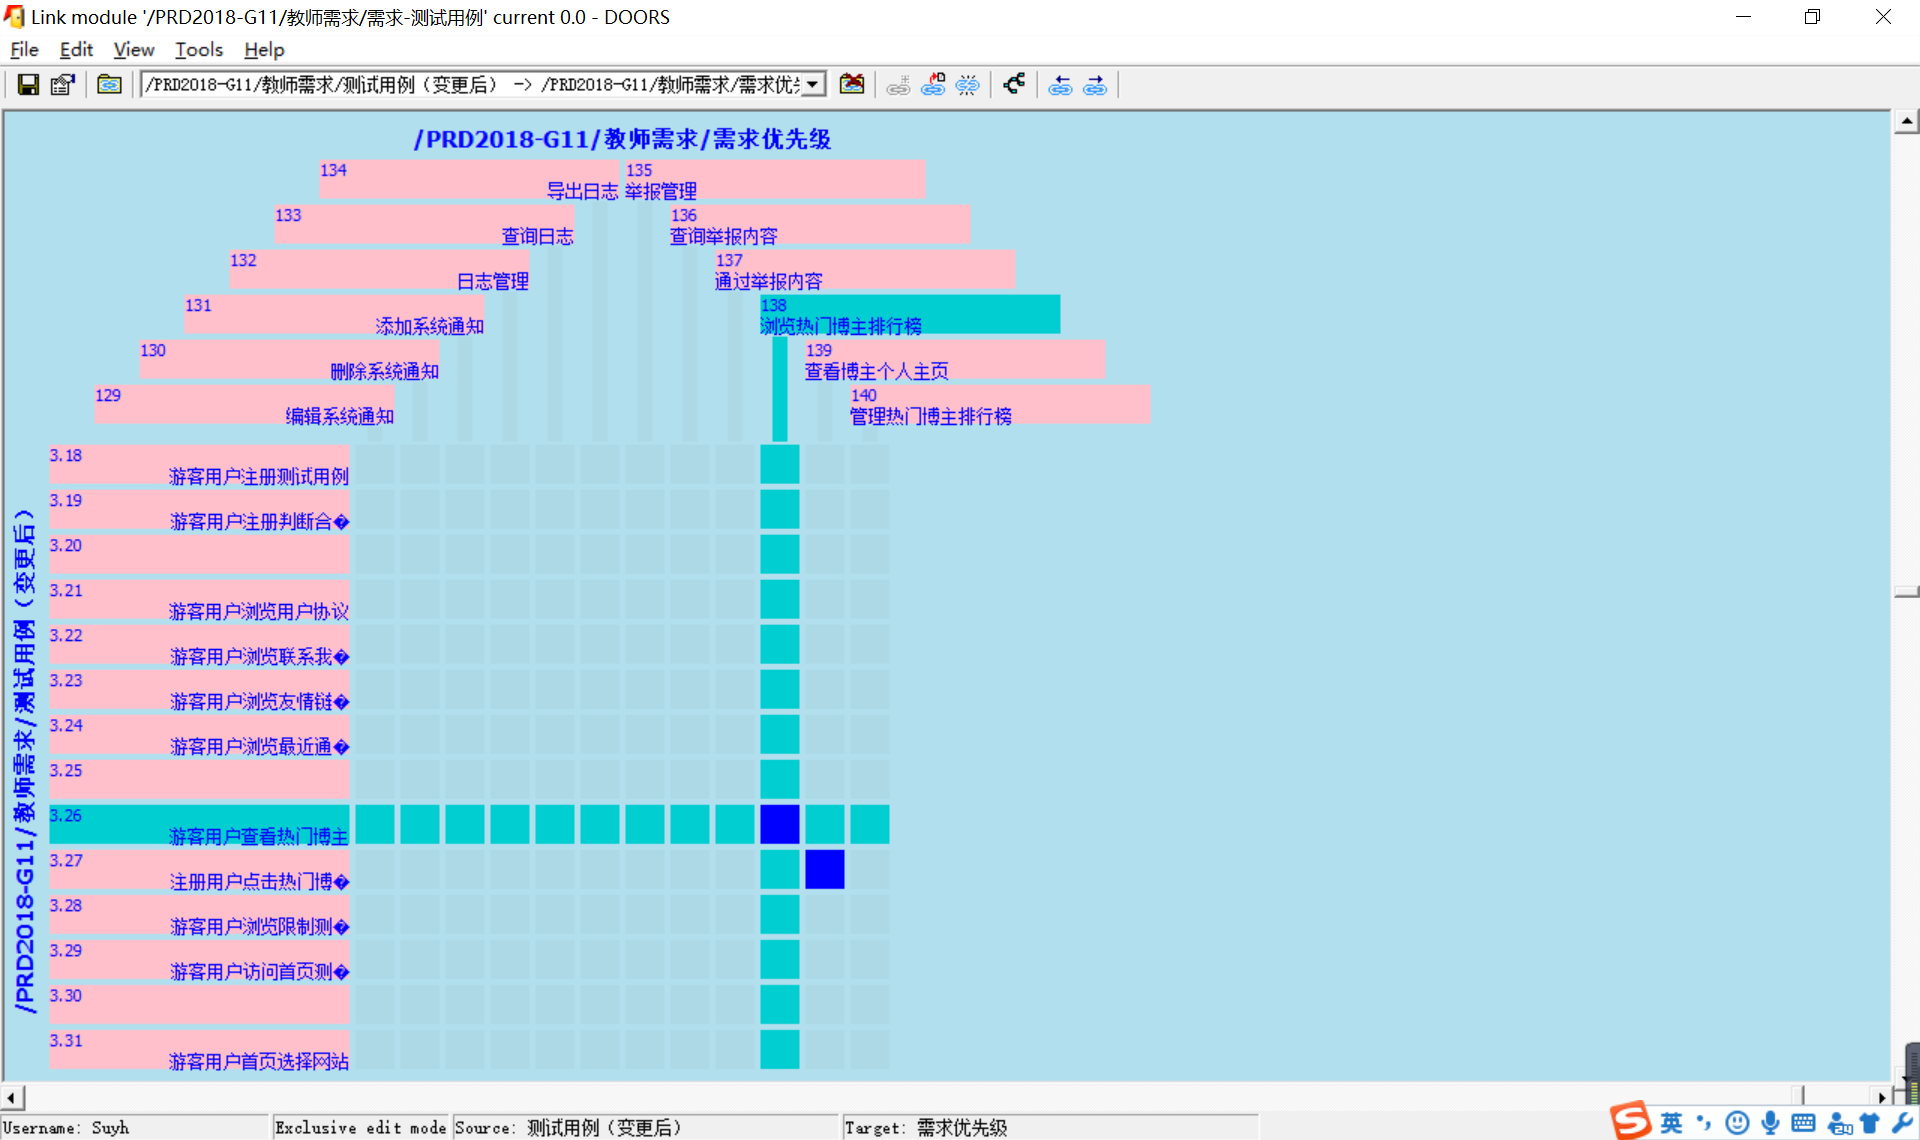 Link module '/PRD2018-G11/教师需求/需求-测试用例' current 0.0 - DOORS
File Edit View Tools Help
/PRD2018-G11/教师需求/测试用例（变更后） -> /PRD2018-G11/教师需求/需求优先
/PRD2018-G11/教师需求/需求优先级
134
导出日志
135
举报管理
133
查询日志
136
查询举报内容
132
日志管理
137
通过举报内容
131
添加系统通知
138
浏览热门博主排行榜
130
删除系统通知
139
查看博主个人主页
129
编辑系统通知
140
管理热门博主排行榜
/PRD2018-G11/教师需求/测试用例（变更后）
3.18
游客用户注册测试用例
3.19
游客用户注册判断合�
3.20
3.21
游客用户浏览用户协议
3.22
游客用户浏览联系我�
3.23
游客用户浏览友情链�
3.24
游客用户浏览最近通�
3.25
3.26
游客用户查看热门博主
3.27
注册用户点击热门博�
3.28
游客用户浏览限制测�
3.29
游客用户访问首页测�
3.30
3.31
游客用户首页选择网站
Username: Suyh
Exclusive edit mode
Source: 测试用例（变更后）
Target: 需求优先级
英